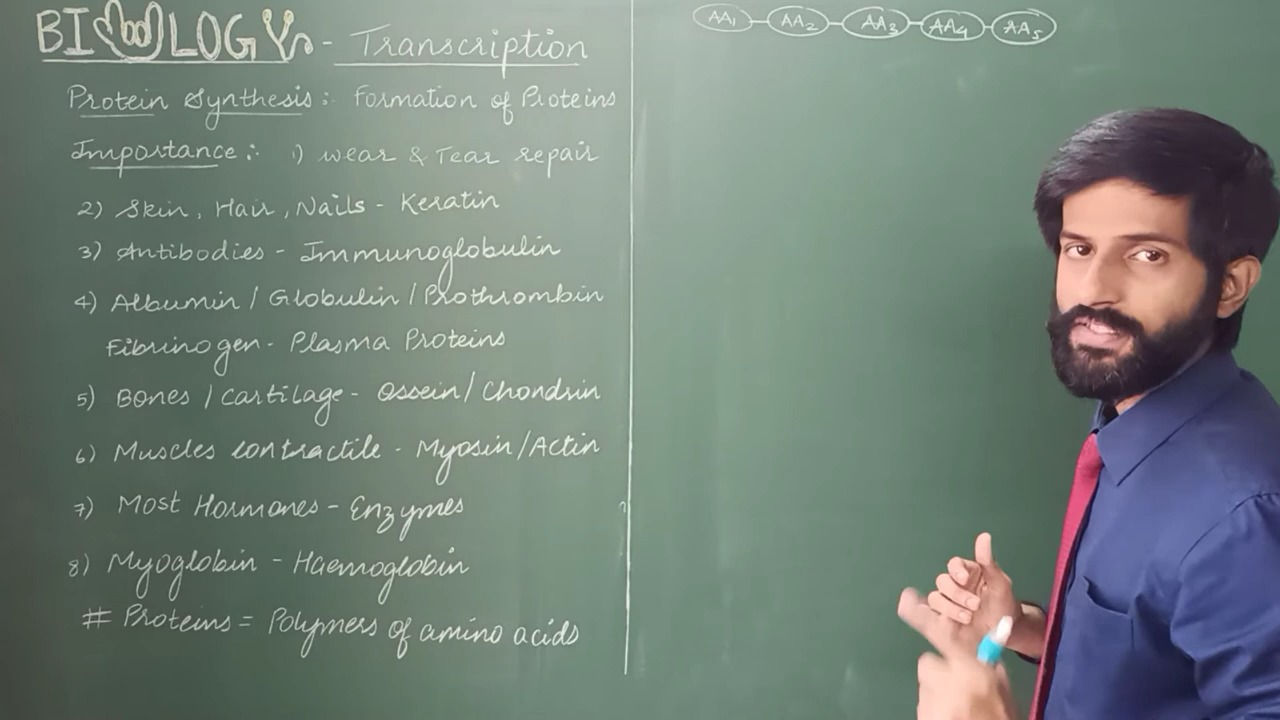 BIOLOGY - Transcription
Protein Synthesis: Formation of Proteins
Importance: 1) wear & Tear repair
2) Skin, Hair, Nails - Keratin
3) Antibodies - Immunoglobulin
4) Albumin / Globulin / Prothrombin
Fibrinogen - Plasma Proteins
5) Bones / Cartilage - Ossein / Chondrin
6) Muscles contractile - Myosin / Actin
7) Most Hormones - Enzymes
8) Myoglobin - Haemoglobin
# Proteins = Polymers of amino acids
AA1 AA2 AA3 AA4 AA5